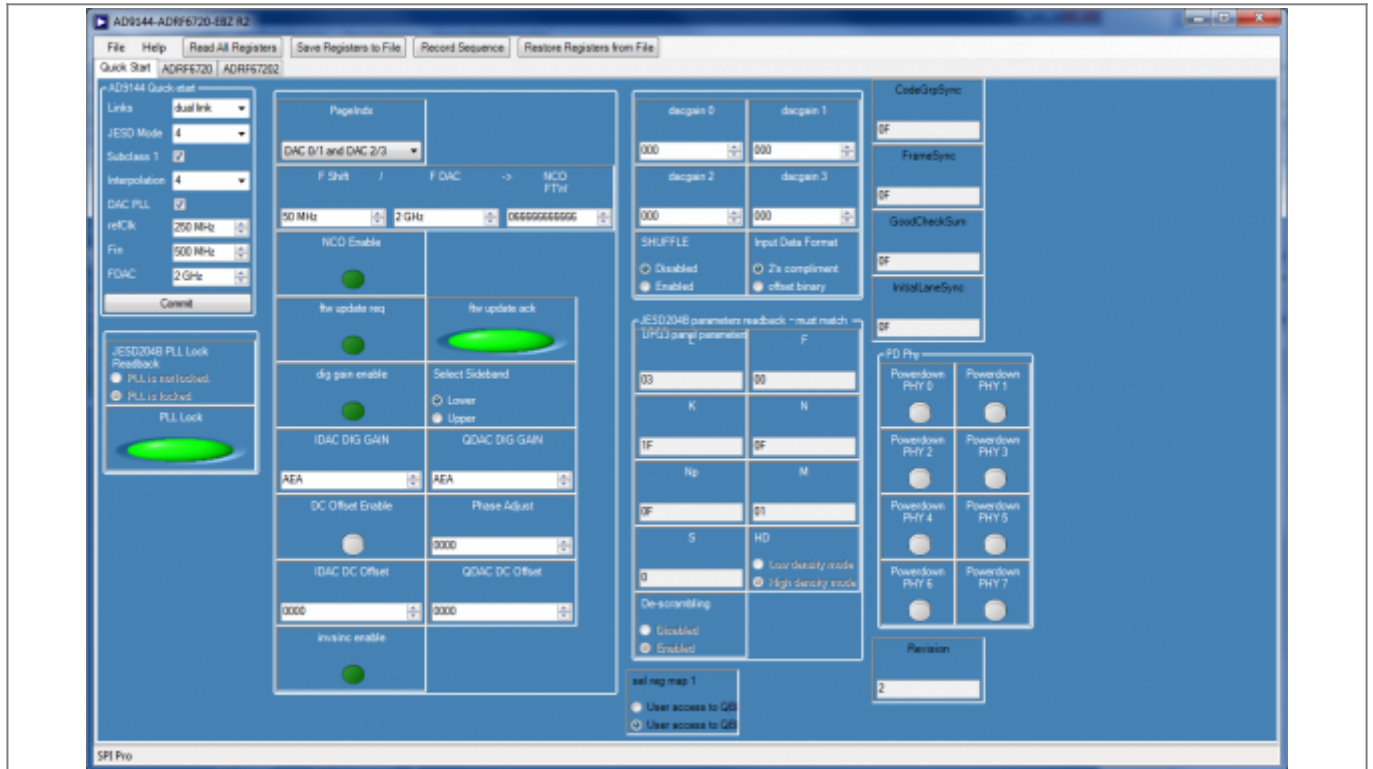 AD9144-ADRF6720-EBZ R2
File Help Read All Registers Save Registers to File Record Sequence Restore Registers from File
Quick Start ADRF6720 ADRF67202
AD9144 Quick-start
Links dual link
JESD Mode 4
Subclass 1
Interpolation 4
DAC PLL
refClk 250 MHz
Fin 500 MHz
FDAC 2 GHz
Commit
JESD204B PLL Lock
Readback
PLL is not locked
PLL is locked
PLL Lock
PageIndx
DAC 0/1 and DAC 2/3
F Shift / F DAC -> NCO
FTW
50 MHz 2 GHz 066666666666
NCO Enable
ftw update req ftw update ack
dig gain enable Select Sideband
Lower
Upper
IDAC DIG GAIN QDAC DIG GAIN
AEA AEA
DC Offset Enable Phase Adjust
0000
IDAC DC Offset QDAC DC Offset
0000 0000
invsinc enable
dacgain 0 dacgain 1
000 000
dacgain 2 dacgain 3
000 000
SHUFFLE Input Data Format
Disabled 2's compliment
Enabled offset binary
JESD204B parameters readback - must match
panel parameters
L F
03 00
K N
1F 0F
Np M
0F 01
S HD
0 Low density mode
High density mode
De-scrambling
Disabled
Enabled
sel reg map 1
User access to QB
User access to QB
CodeGrpSync
0F
FrameSync
0F
GoodCheckSum
0F
InitialLaneSync
0F
PD Phy
Powerdown Powerdown
PHY 0 PHY 1
Powerdown Powerdown
PHY 2 PHY 3
Powerdown Powerdown
PHY 4 PHY 5
Powerdown Powerdown
PHY 6 PHY 7
Revision
2
SPI Pro